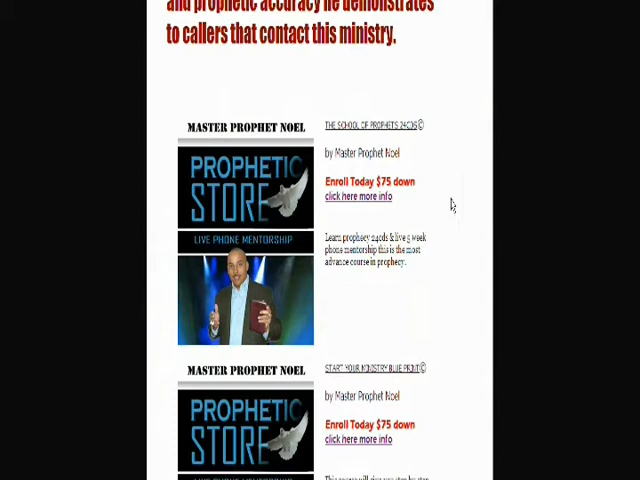 and prophetic accuracy he demonstrates
to callers that contact this ministry.
MASTER PROPHET NOEL
PROPHETIC
STORE
LIVE PHONE MENTORSHIP
THE SCHOOL OF PROPHETS 24CDS©
by Master Prophet Noel
Enroll Today $75 down
click here more info
Learn prophecy 24cds & live 5 week
phone mentorship this is the most
advance course in prophecy.
MASTER PROPHET NOEL
PROPHETIC
STORE
START YOUR MINISTRY BLUE PRINT©
by Master Prophet Noel
Enroll Today $75 down
click here more info